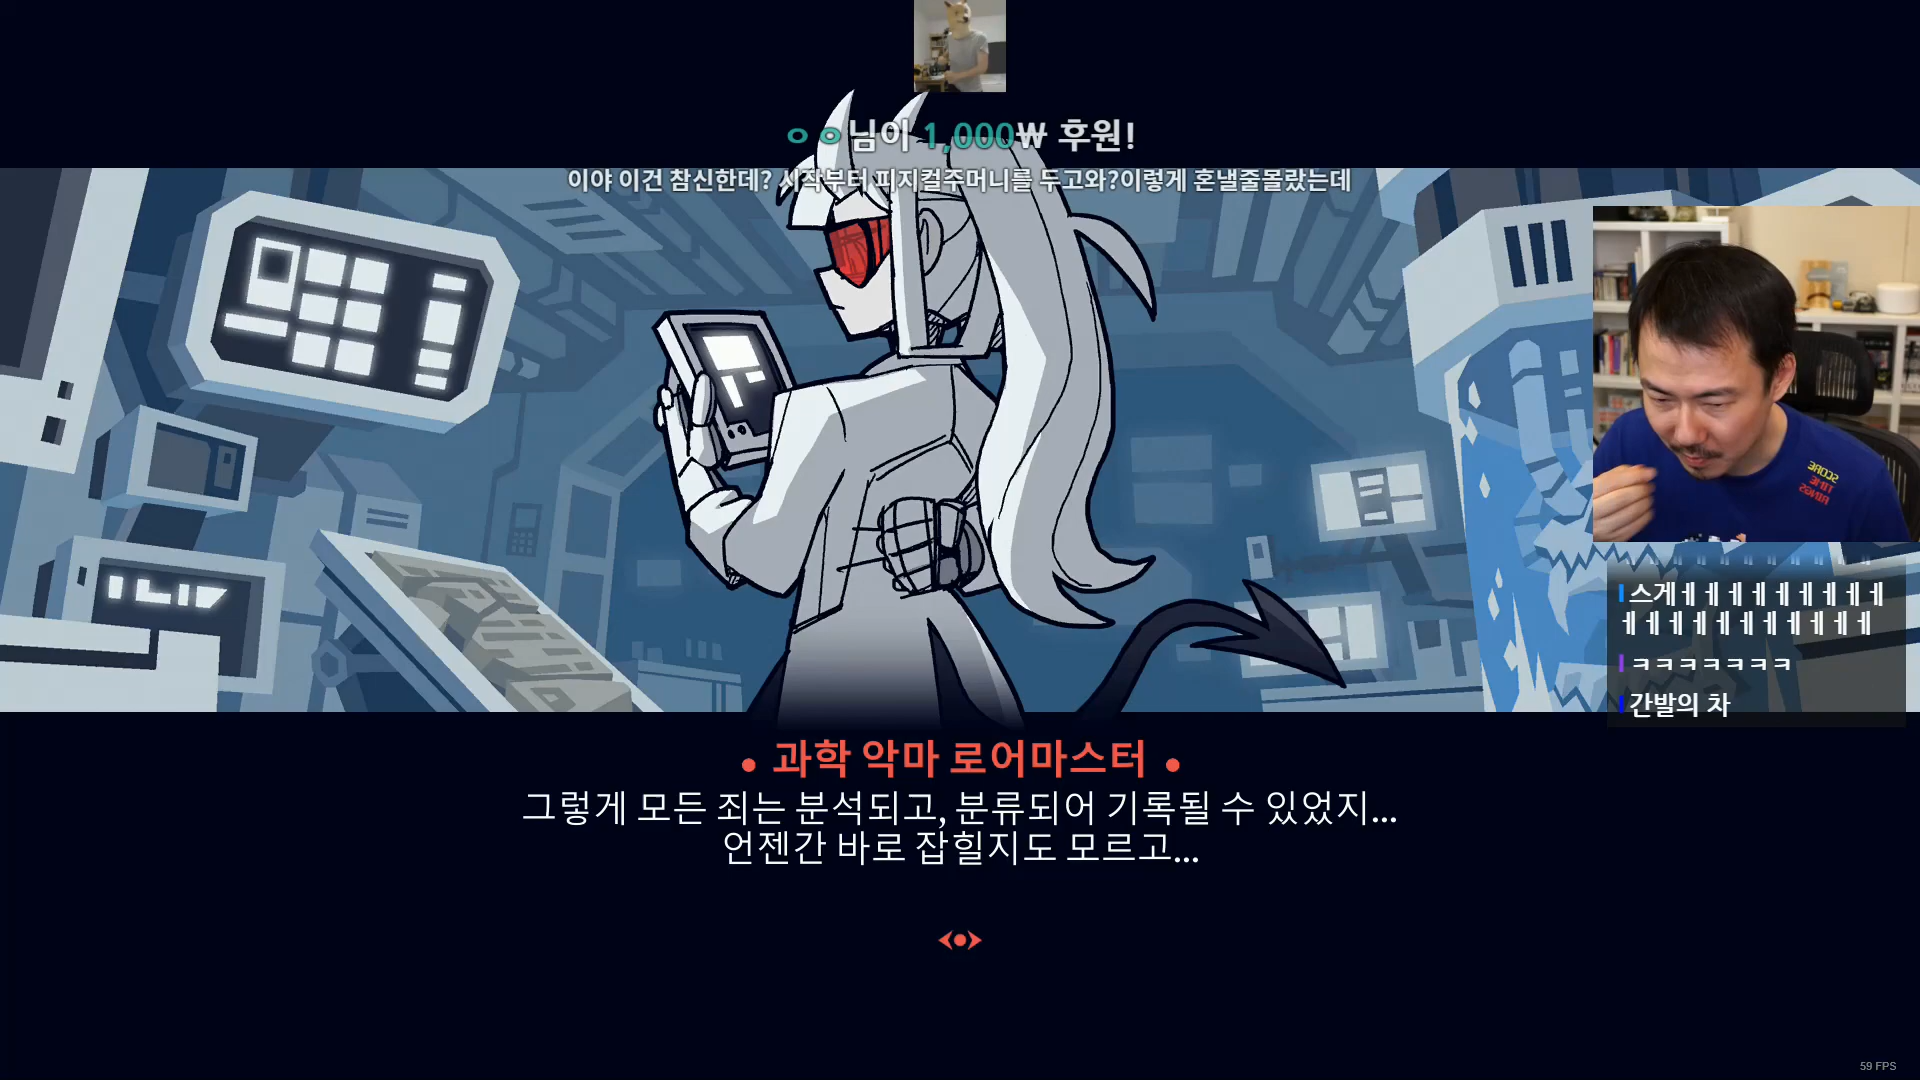 ㅇㅇ님이 1,000₩ 후원!
이야 이건 참신한데? 시작부터 피지컬주머니를 두고와?이렇게 혼낼줄몰랐는데
SCORE
TIME
RINGS
스게ㅔㅔㅔㅔㅔㅔㅔㅔㅔ
ㅔㅔㅔㅔㅔㅔㅔㅔㅔㅔㅔ
ㅋㅋㅋㅋㅋㅋㅋ
간발의 차
• 과학 악마 로어마스터 •
그렇게 모든 죄는 분석되고, 분류되어 기록될 수 있었지...
언젠간 바로 잡힐지도 모르고...
59 FPS